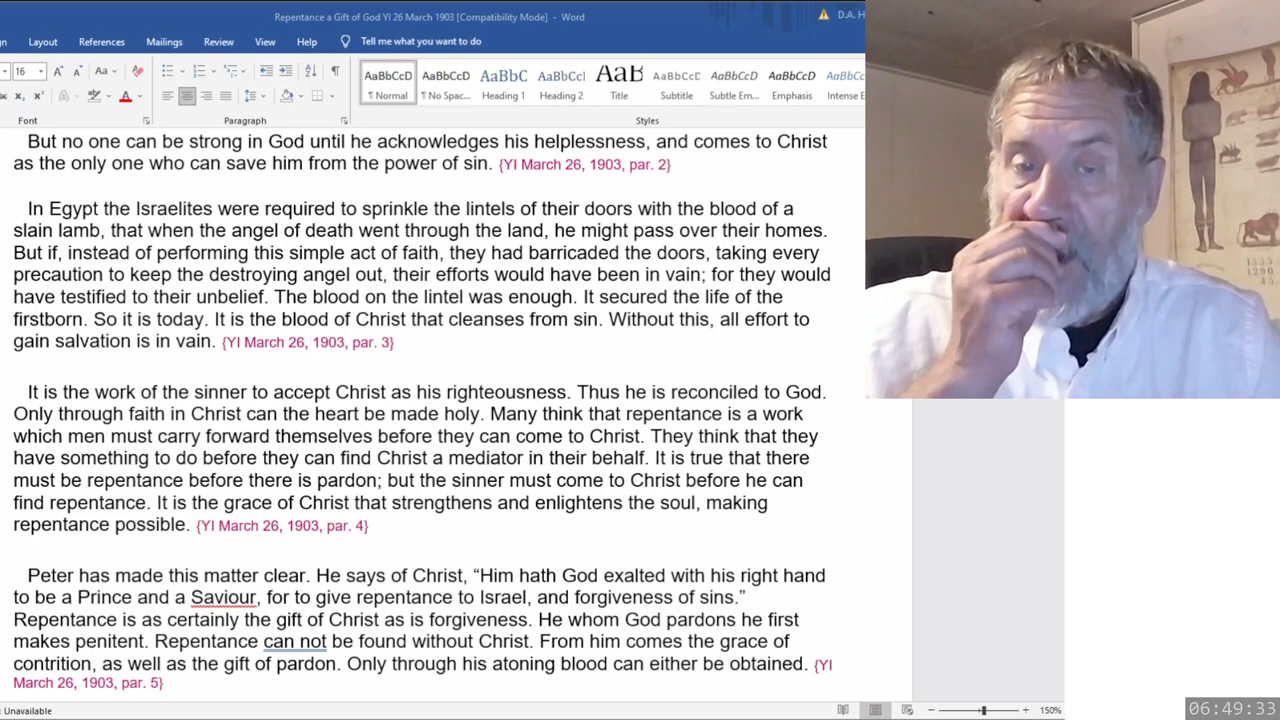 Repentance a Gift of God YI 26 March 1903 [Compatibility Mode] - Word
D.A. H
Layout References Mailings Review View Help Tell me what you want to do
16 Aa
AaBbCcD AaBbCcD AaBbC AaBbCcI AaB AaBbCcD AaBbCcD AaBbCcD AaBbCc
¶ Normal ¶ No Spac... Heading 1 Heading 2 Title Subtitle Subtle Em... Emphasis Intense E
Font Paragraph Styles
But no one can be strong in God until he acknowledges his helplessness, and comes to Christ
as the only one who can save him from the power of sin. {YI March 26, 1903, par. 2}
In Egypt the Israelites were required to sprinkle the lintels of their doors with the blood of a
slain lamb, that when the angel of death went through the land, he might pass over their homes.
But if, instead of performing this simple act of faith, they had barricaded the doors, taking every
precaution to keep the destroying angel out, their efforts would have been in vain; for they would
have testified to their unbelief. The blood on the lintel was enough. It secured the life of the
firstborn. So it is today. It is the blood of Christ that cleanses from sin. Without this, all effort to
gain salvation is in vain. {YI March 26, 1903, par. 3}
It is the work of the sinner to accept Christ as his righteousness. Thus he is reconciled to God.
Only through faith in Christ can the heart be made holy. Many think that repentance is a work
which men must carry forward themselves before they can come to Christ. They think that they
have something to do before they can find Christ a mediator in their behalf. It is true that there
must be repentance before there is pardon; but the sinner must come to Christ before he can
find repentance. It is the grace of Christ that strengthens and enlightens the soul, making
repentance possible. {YI March 26, 1903, par. 4}
Peter has made this matter clear. He says of Christ, “Him hath God exalted with his right hand
to be a Prince and a Saviour, for to give repentance to Israel, and forgiveness of sins.”
Repentance is as certainly the gift of Christ as is forgiveness. He whom God pardons he first
makes penitent. Repentance can not be found without Christ. From him comes the grace of
contrition, as well as the gift of pardon. Only through his atoning blood can either be obtained. {YI
March 26, 1903, par. 5}
: Unavailable
150%
06:49:33